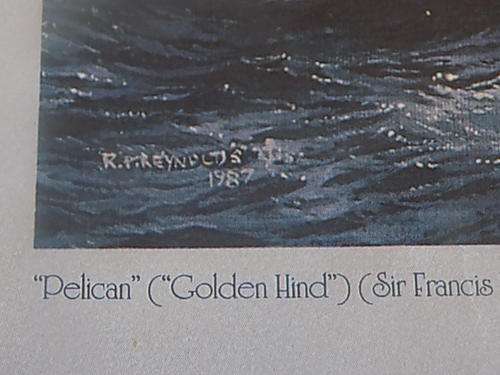 R. REYNOLDS
1987
"Pelican" ("Golden Hind") (Sir Francis